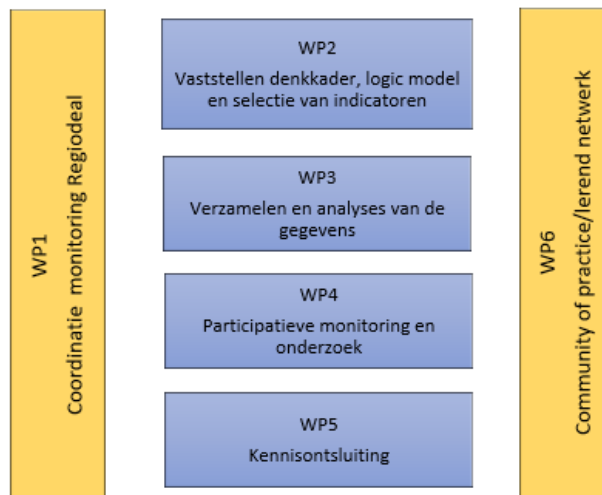 WP1
Coordinatie monitoring Regiodeal
WP2
Vaststellen denkkader, logic model
en selectie van indicatoren
WP3
Verzamelen en analyses van de
gegevens
WP4
Participatieve monitoring en
onderzoek
WP5
Kennisontsluiting
WP6
Community of practice/lerend netwerk